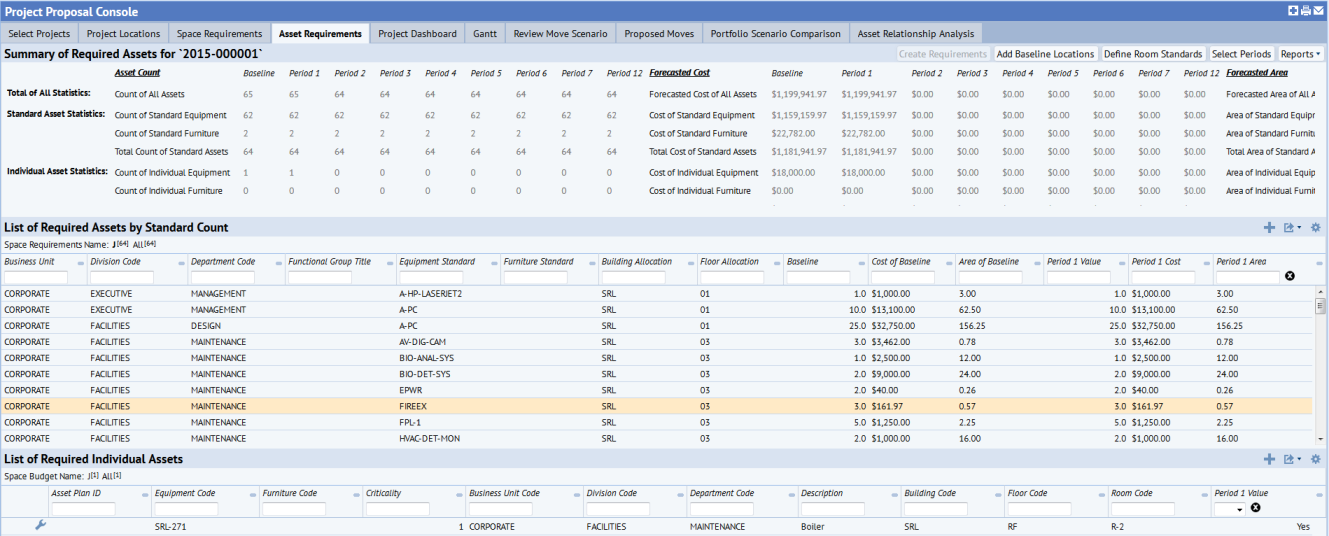 Project Proposal Console
Select Projects Project Locations Space Requirements Asset Requirements Project Dashboard Gantt Review Move Scenario Proposed Moves Portfolio Scenario Comparison Asset Relationship Analysis
Summary of Required Assets for `2015-000001` Create Requirements Add Baseline Locations Define Room Standards Select Periods Reports
Asset Count Baseline Period 1 Period 2 Period 3 Period 4 Period 5 Period 6 Period 7 Period 12 Forecasted Cost Baseline Period 1 Period 2 Period 3 Period 4 Period 5 Period 6 Period 7 Period 12 Forecasted Area
Total of All Statistics: Count of All Assets 65 65 64 64 64 64 64 64 64 Forecasted Cost of All Assets $1,199,941.97 $1,199,941.97 $0.00 $0.00 $0.00 $0.00 $0.00 $0.00 $0.00 Forecasted Area of All A
Standard Asset Statistics: Count of Standard Equipment 62 62 62 62 62 62 62 62 62 Cost of Standard Equipment $1,159,159.97 $1,159,159.97 $0.00 $0.00 $0.00 $0.00 $0.00 $0.00 $0.00 Area of Standard Equipr
Count of Standard Furniture 2 2 2 2 2 2 2 2 2 Cost of Standard Furniture $22,782.00 $22,782.00 $0.00 $0.00 $0.00 $0.00 $0.00 $0.00 $0.00 Area of Standard Furnitu
Total Count of Standard Assets 64 64 64 64 64 64 64 64 64 Total Cost of Standard Assets $1,181,941.97 $1,181,941.97 $0.00 $0.00 $0.00 $0.00 $0.00 $0.00 $0.00 Total Area of Standard A
Individual Asset Statistics: Count of Individual Equipment 1 1 0 0 0 0 0 0 0 Cost of Individual Equipment $18,000.00 $18,000.00 $0.00 $0.00 $0.00 $0.00 $0.00 $0.00 $0.00 Area of Individual Equip
Count of Individual Furniture 0 0 0 0 0 0 0 0 0 Cost of Individual Furniture $0.00 $0.00 $0.00 $0.00 $0.00 $0.00 $0.00 $0.00 $0.00 Area of Individual Furnit
List of Required Assets by Standard Count
Space Requirements Name: J[64] All[64]
Business Unit Division Code Department Code Functional Group Title Equipment Standard Furniture Standard Building Allocation Floor Allocation Baseline Cost of Baseline Area of Baseline Period 1 Value Period 1 Cost Period 1 Area
CORPORATE EXECUTIVE MANAGEMENT A-HP-LASERJET2 SRL 01 1.0 $1,000.00 3.00 1.0 $1,000.00 3.00
CORPORATE EXECUTIVE MANAGEMENT A-PC SRL 01 10.0 $13,100.00 62.50 10.0 $13,100.00 62.50
CORPORATE FACILITIES DESIGN A-PC SRL 01 25.0 $32,750.00 156.25 25.0 $32,750.00 156.25
CORPORATE FACILITIES MAINTENANCE AV-DIG-CAM SRL 03 3.0 $3,462.00 0.78 3.0 $3,462.00 0.78
CORPORATE FACILITIES MAINTENANCE BIO-ANAL-SYS SRL 03 1.0 $2,500.00 12.00 1.0 $2,500.00 12.00
CORPORATE FACILITIES MAINTENANCE BIO-DET-SYS SRL 03 2.0 $9,000.00 24.00 2.0 $9,000.00 24.00
CORPORATE FACILITIES MAINTENANCE EPWR SRL 03 2.0 $40.00 0.26 2.0 $40.00 0.26
CORPORATE FACILITIES MAINTENANCE FIREEX SRL 03 3.0 $161.97 0.57 3.0 $161.97 0.57
CORPORATE FACILITIES MAINTENANCE FPL-1 SRL 03 5.0 $1,250.00 2.25 5.0 $1,250.00 2.25
CORPORATE FACILITIES MAINTENANCE HVAC-DET-MON SRL 03 2.0 $1,000.00 16.00 2.0 $1,000.00 16.00
List of Required Individual Assets
Space Budget Name: J[1] All[1]
Asset Plan ID Equipment Code Furniture Code Criticality Business Unit Code Division Code Department Code Description Building Code Floor Code Room Code Period 1 Value
SRL-271 1 CORPORATE FACILITIES MAINTENANCE Boiler SRL RF R-2 Yes